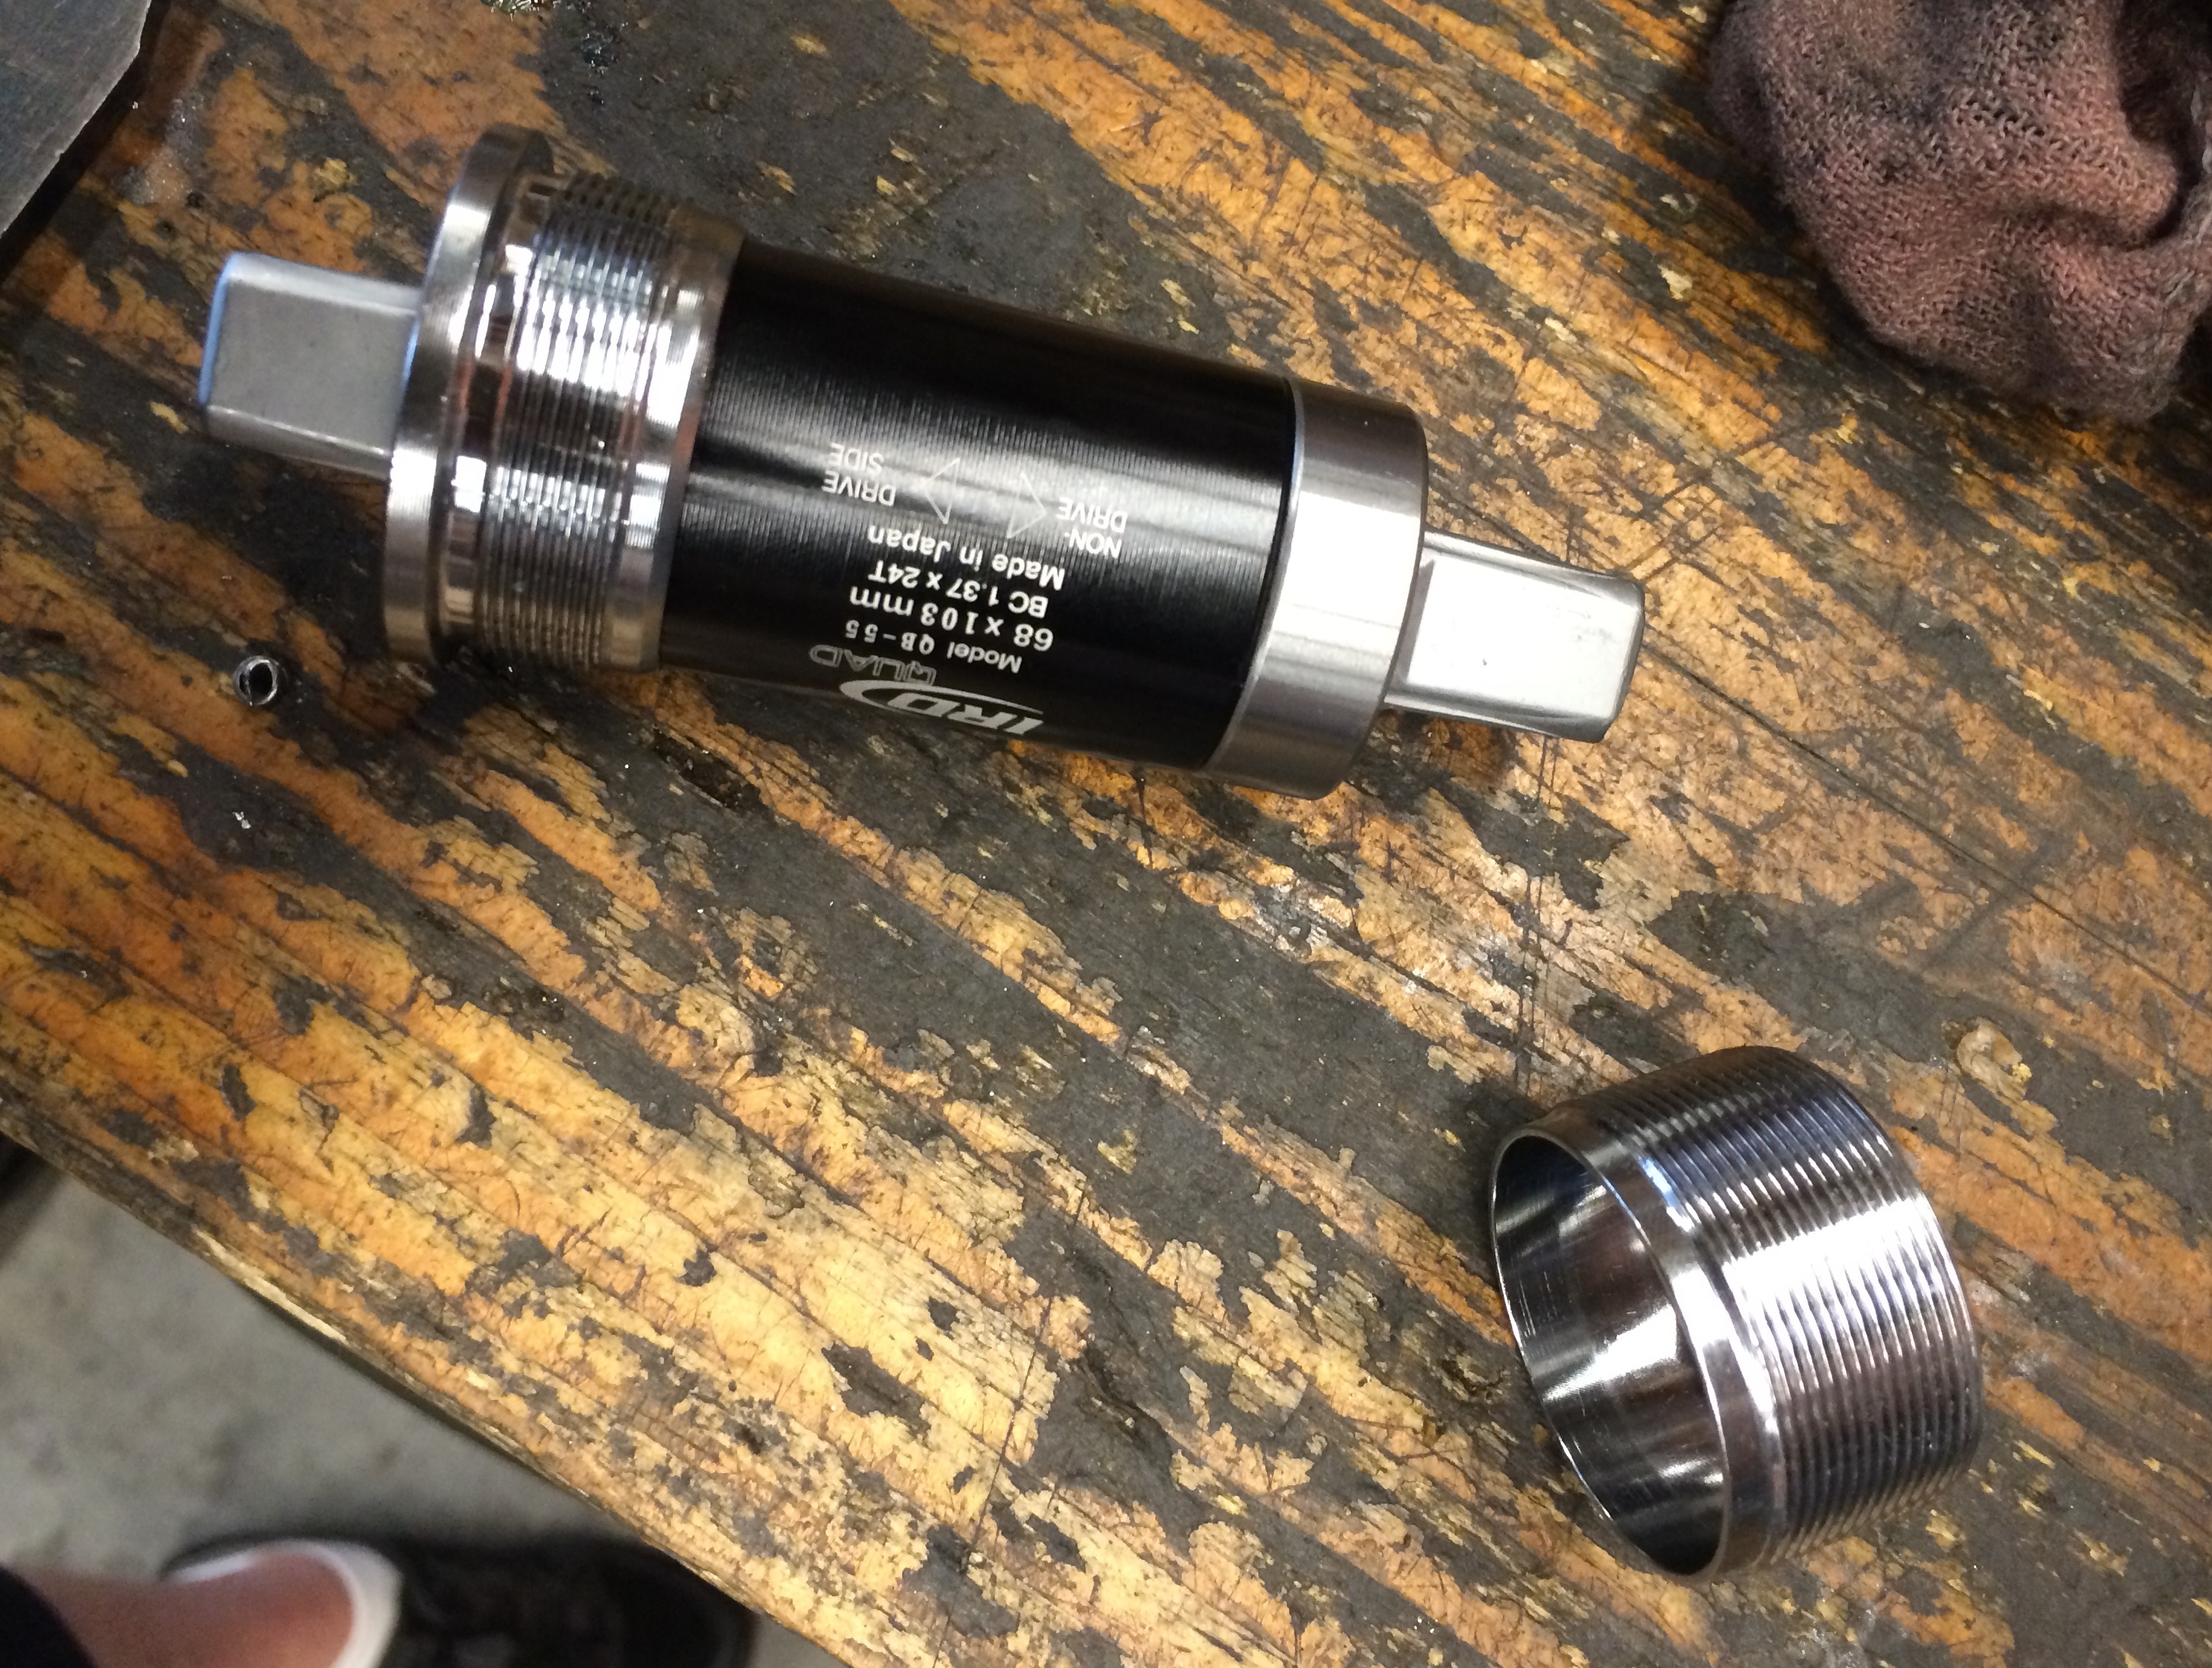 IRD
QUAD
Model QB-55
68 x 103 mm
BC 1.37 x 24T
Made in Japan
NON-
DRIVE
DRIVE
SIDE